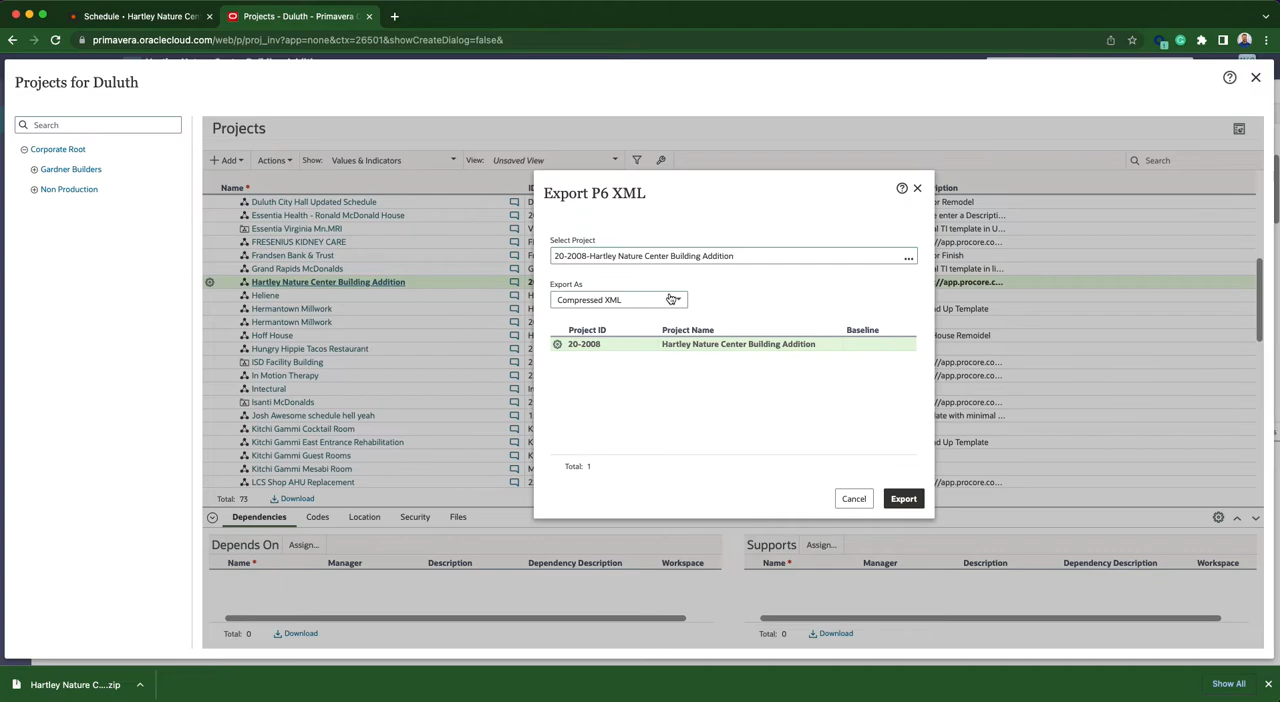 Schedule • Hartley Nature Cen
Projects - Duluth - Primavera C
primavera.oraclecloud.com/web/p/proj_inv?app=none&ctx=26501&showCreateDialog=false&
Projects for Duluth
Search
Corporate Root
Gardner Builders
Non Production
Projects
Add
Actions
Show: Values & Indicators
View: Unsaved View
Search
Name *
Duluth City Hall Updated Schedule
Essentia Health - Ronald McDonald House
Essentia Virginia Mn.MRI
FRESENIUS KIDNEY CARE
Frandsen Bank & Trust
Grand Rapids McDonalds
Hartley Nature Center Building Addition
Heliene
Hermantown Millwork
Hermantown Millwork
Hoff House
Hungry Hippie Tacos Restaurant
ISD Facility Building
In Motion Therapy
Intectural
Isanti McDonalds
Josh Awesome schedule hell yeah
Kitchi Gammi Cocktail Room
Kitchi Gammi East Entrance Rehabilitation
Kitchi Gammi Guest Rooms
Kitchi Gammi Mesabi Room
LCS Shop AHU Replacement
Total: 73
Download
Export P6 XML
Select Project
20-2008-Hartley Nature Center Building Addition
...
Export As
Compressed XML
Project ID Project Name Baseline
20-2008 Hartley Nature Center Building Addition
Total: 1
Cancel
Export
Dependencies
Codes
Location
Security
Files
Depends On
Assign...
Name * Manager Description Dependency Description Workspace
Total: 0
Download
Supports
Assign...
Name * Manager Description Dependency Description Workspace
Total: 0
Download
Hartley Nature C....zip
Show All